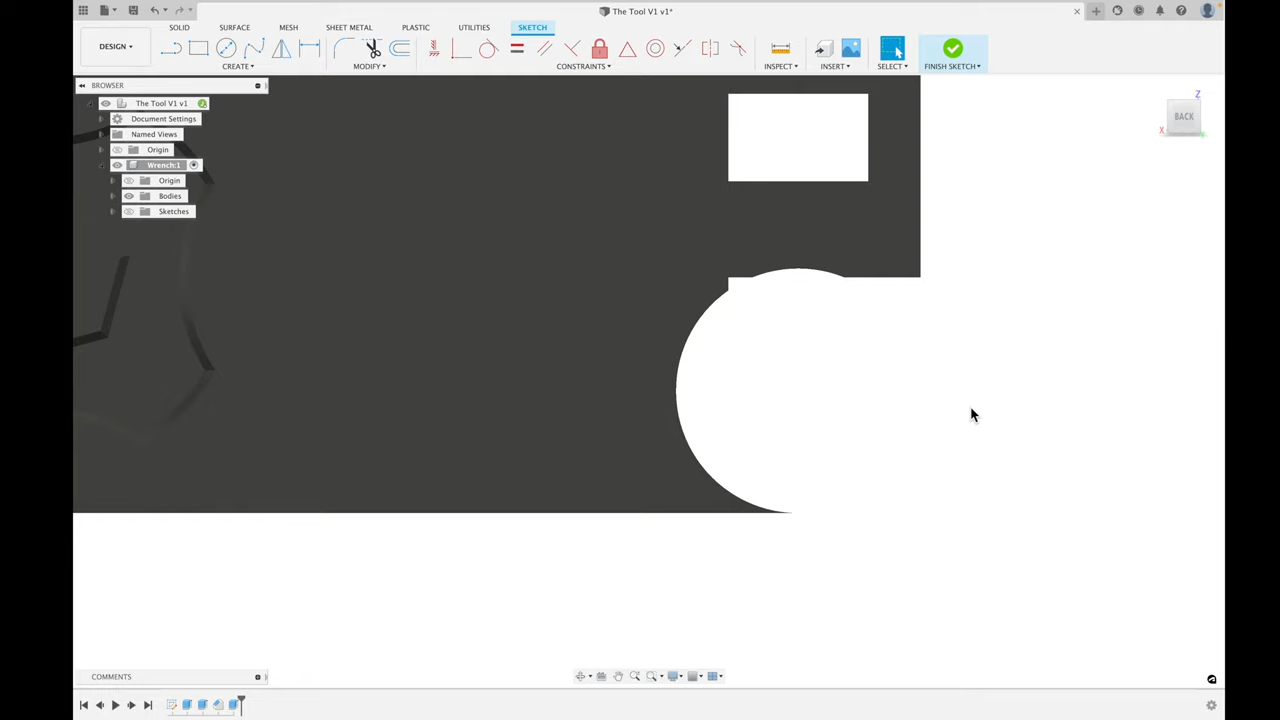 The Tool V1 v1*
SOLID SURFACE MESH SHEET METAL PLASTIC UTILITIES SKETCH
DESIGN
CREATE MODIFY CONSTRAINTS INSPECT INSERT SELECT FINISH SKETCH
BROWSER
The Tool V1 v1
Document Settings
Named Views
Origin
Wrench:1
Origin
Bodies
Sketches
Z
BACK
X
Y
COMMENTS